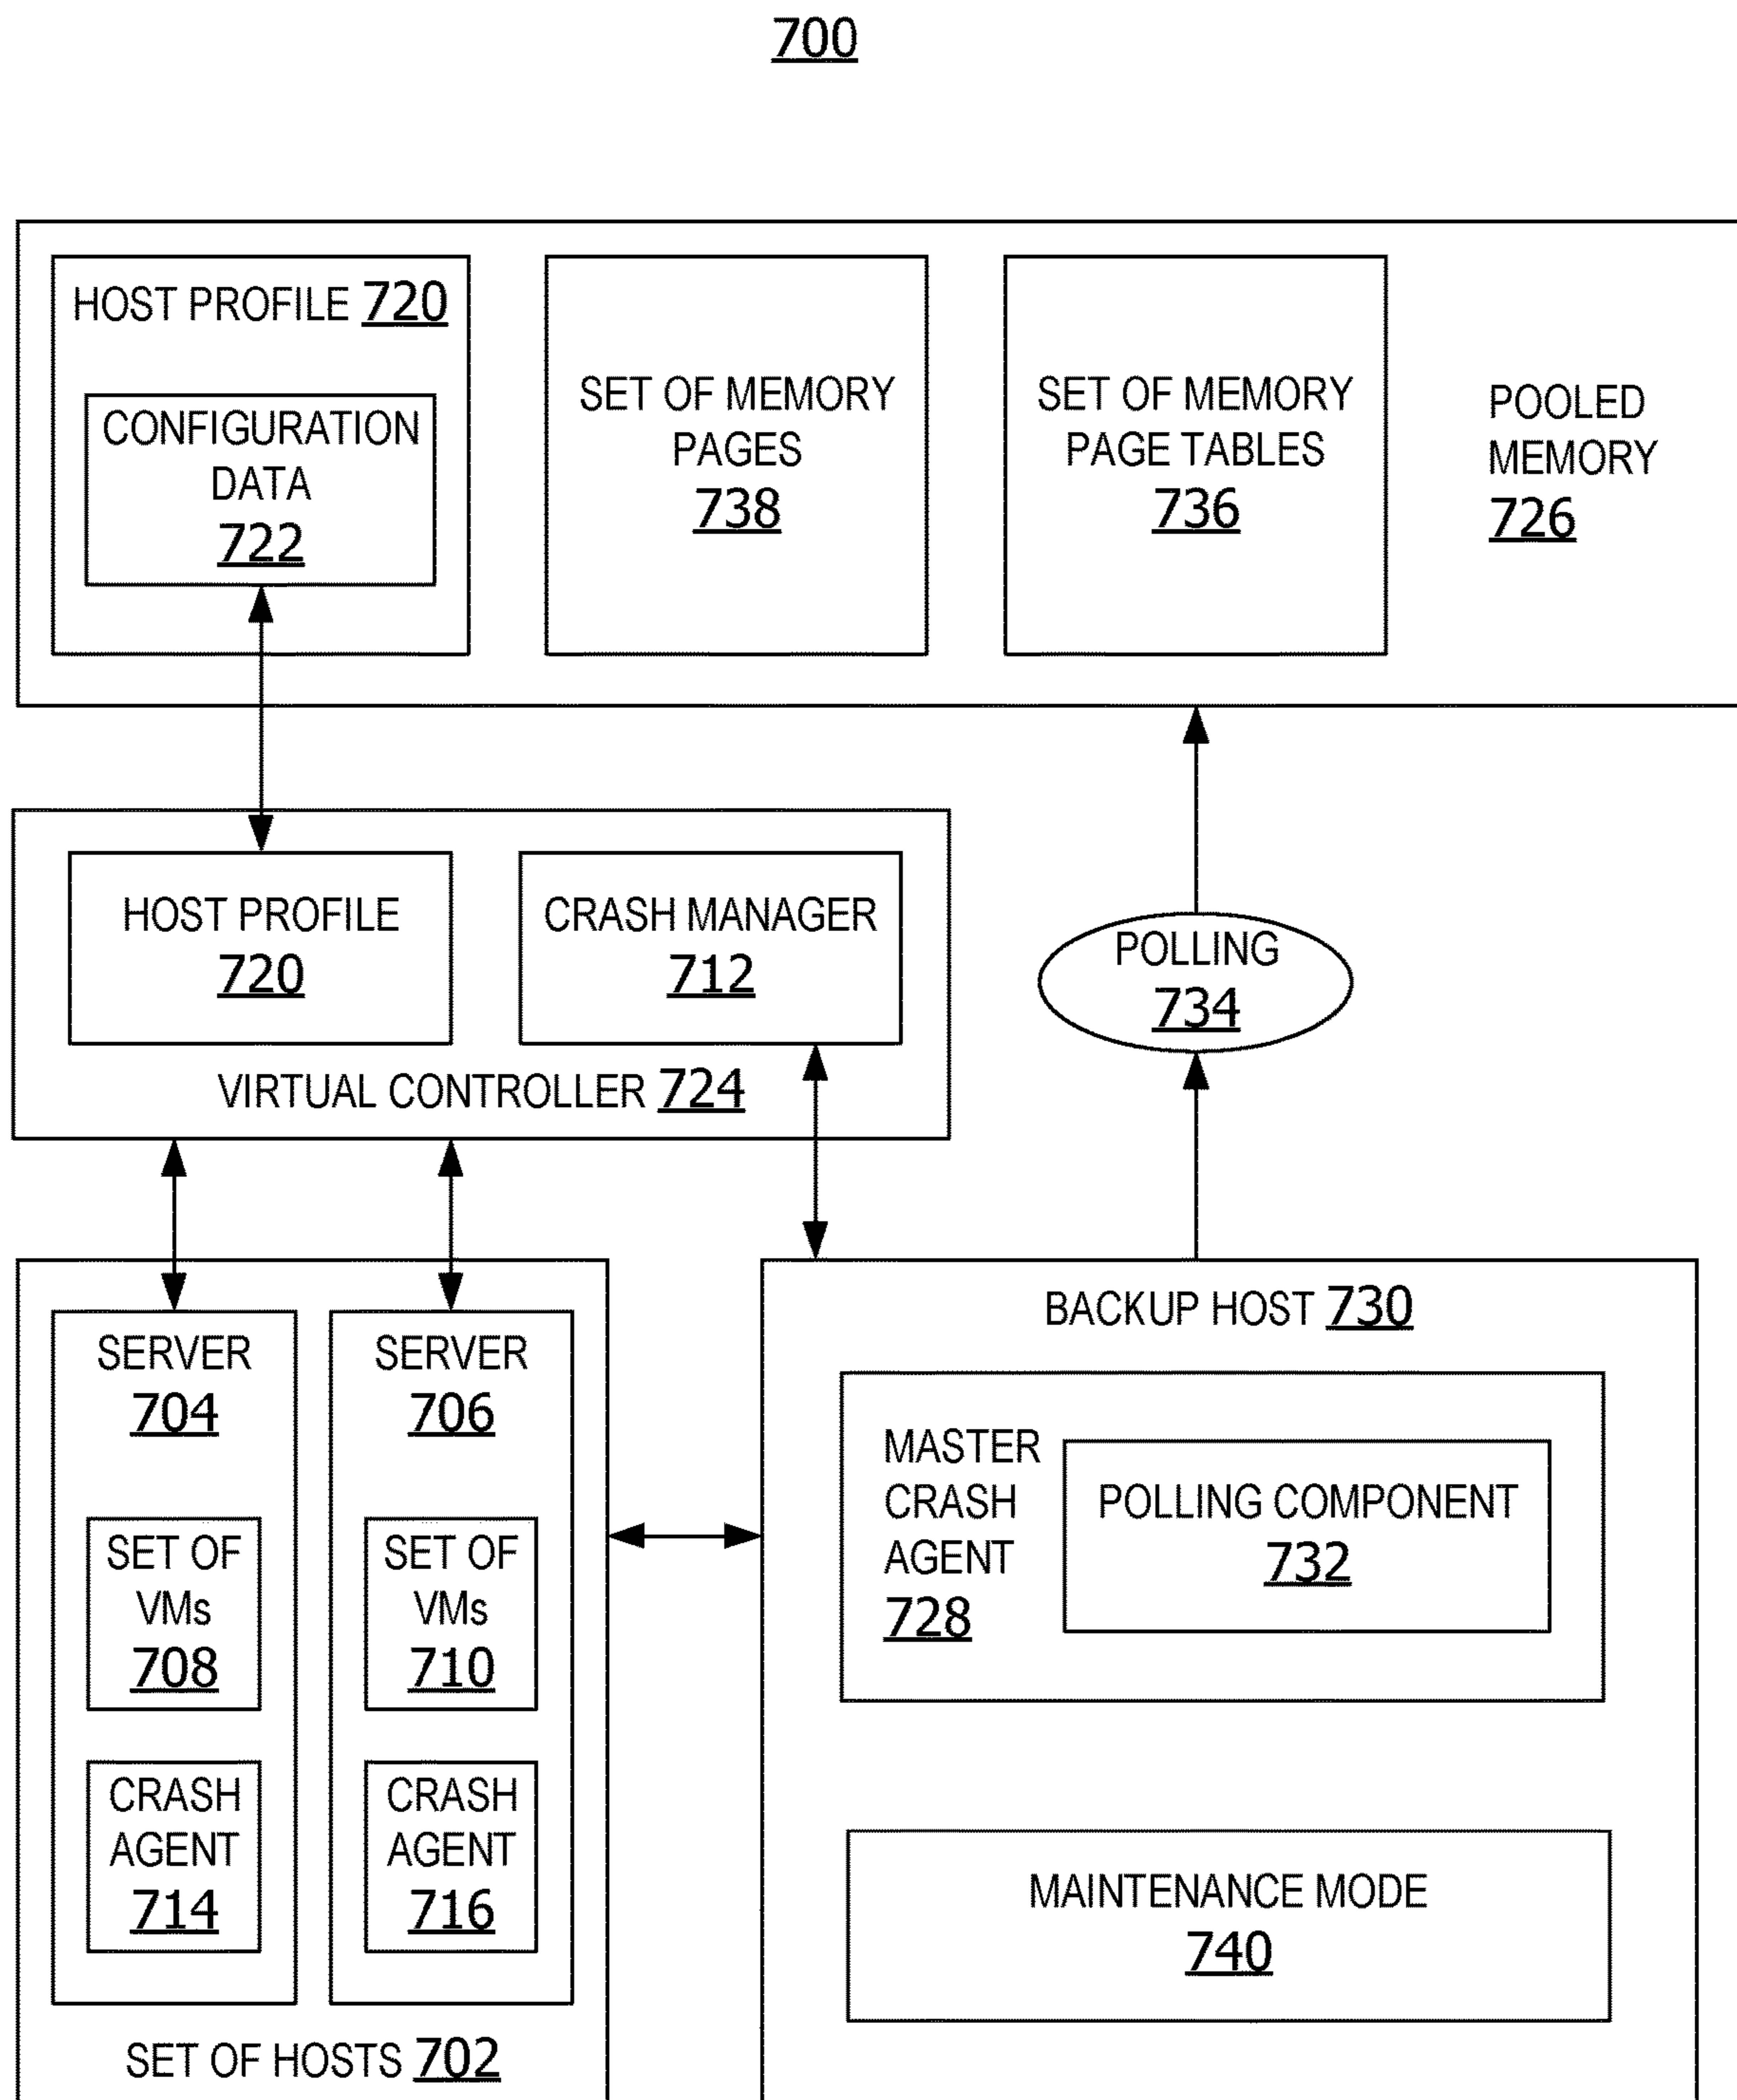 700
HOST PROFILE 720
CONFIGURATION
DATA
722
SET OF MEMORY
PAGES
738
SET OF MEMORY
PAGE TABLES
736
POOLED
MEMORY
726
HOST PROFILE
720
CRASH MANAGER
712
VIRTUAL CONTROLLER 724
POLLING
734
SERVER
704
SET OF
VMs
708
CRASH
AGENT
714
SERVER
706
SET OF
VMs
710
CRASH
AGENT
716
SET OF HOSTS 702
BACKUP HOST 730
MASTER
CRASH
AGENT
728
POLLING COMPONENT
732
MAINTENANCE MODE
740